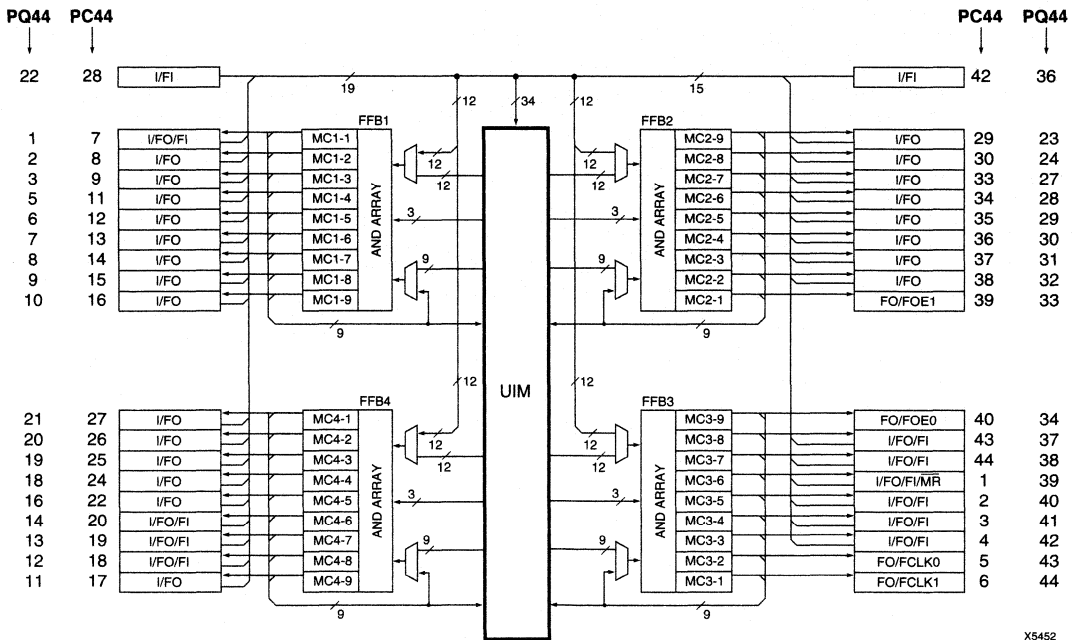 PQ44 PC44 PC44 PQ44
22 28 I/FI 19 15 I/FI 42 36
12 34 12
FFB1 FFB2
1 7 I/FO/FI MC1-1 MC2-9 I/FO 29 23
2 8 I/FO MC1-2 12 12 MC2-8 I/FO 30 24
3 9 I/FO MC1-3 12 12 MC2-7 I/FO 33 27
5 11 I/FO MC1-4 MC2-6 I/FO 34 28
6 12 I/FO MC1-5 AND ARRAY 3 3 AND ARRAY MC2-5 I/FO 35 29
7 13 I/FO MC1-6 MC2-4 I/FO 36 30
8 14 I/FO MC1-7 9 9 MC2-3 I/FO 37 31
9 15 I/FO MC1-8 MC2-2 I/FO 38 32
10 16 I/FO MC1-9 MC2-1 FO/FOE1 39 33
9 9
12 UIM 12
FFB4 FFB3
21 27 I/FO MC4-1 MC3-9 FO/FOE0 40 34
20 26 I/FO MC4-2 12 12 MC3-8 I/FO/FI 43 37
19 25 I/FO MC4-3 12 12 MC3-7 I/FO/FI 44 38
18 24 I/FO MC4-4 MC3-6 I/FO/FI/M̅R̅ 1 39
16 22 I/FO MC4-5 AND ARRAY 3 3 AND ARRAY MC3-5 I/FO/FI 2 40
14 20 I/FO/FI MC4-6 MC3-4 I/FO/FI 3 41
13 19 I/FO/FI MC4-7 9 9 MC3-3 I/FO/FI 4 42
12 18 I/FO/FI MC4-8 MC3-2 FO/FCLK0 5 43
11 17 I/FO MC4-9 MC3-1 FO/FCLK1 6 44
9 9
X5452